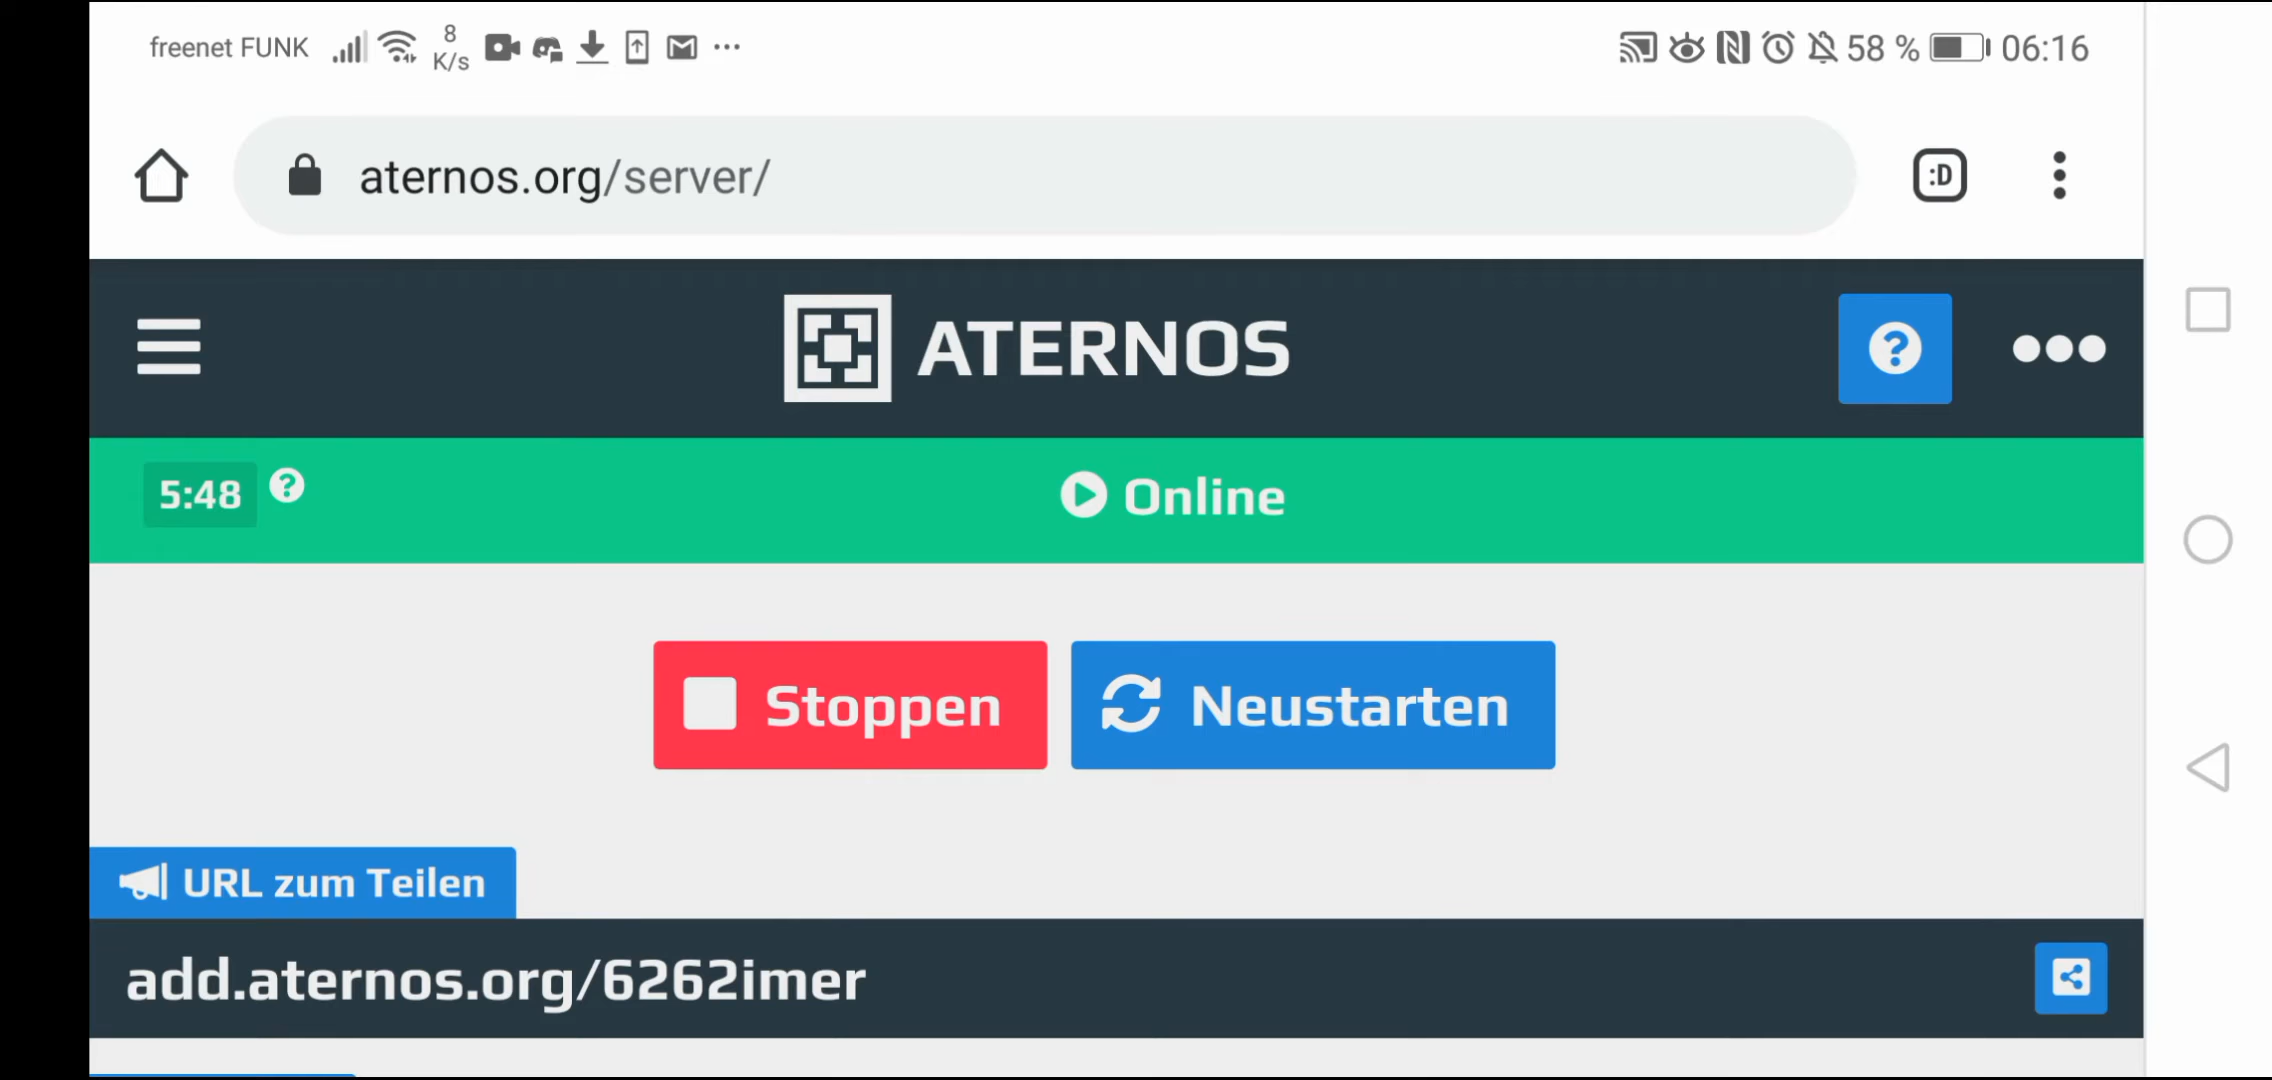 freenet FUNK 8 K/s 58 % 06:16
aternos.org/server/ :D
ATERNOS
5:48 Online
Stoppen Neustarten
URL zum Teilen
add.aternos.org/6262imer